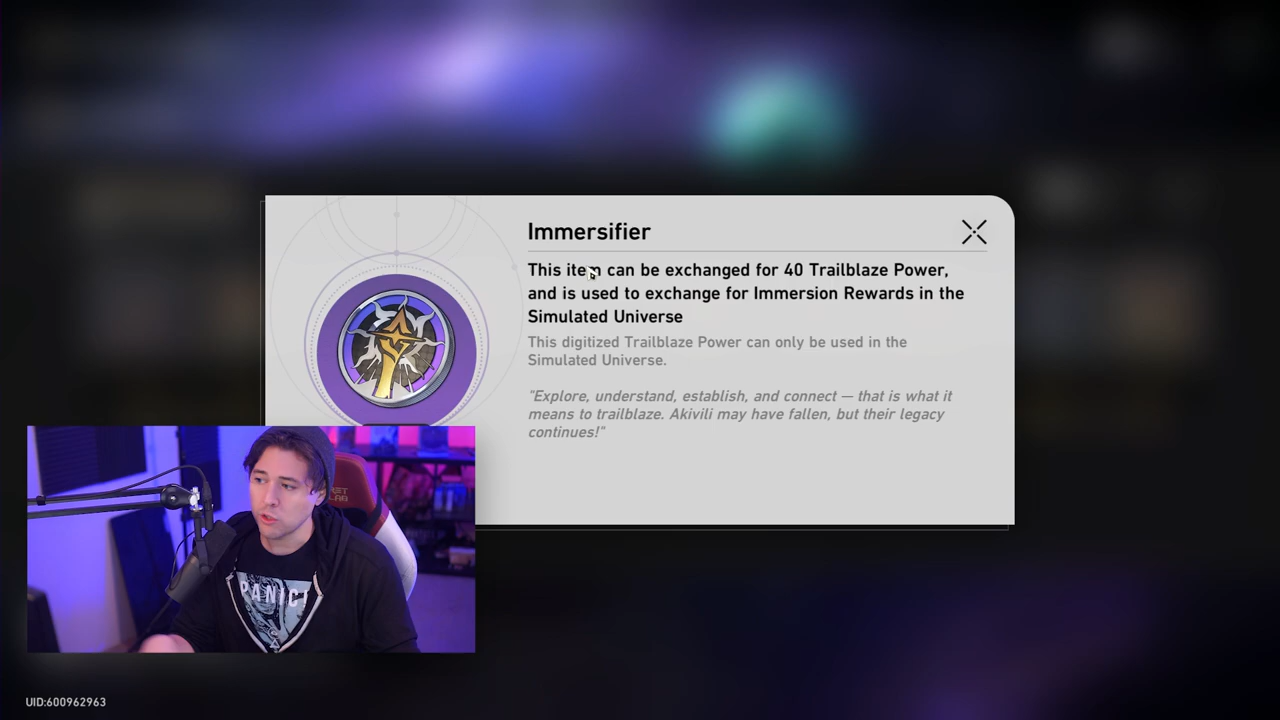 Immersifier
This item can be exchanged for 40 Trailblaze Power,
and is used to exchange for Immersion Rewards in the
Simulated Universe
This digitized Trailblaze Power can only be used in the
Simulated Universe.
"Explore, understand, establish, and connect — that is what it
means to trailblaze. Akivili may have fallen, but their legacy
continues!"
LAB
PANIC!
UID:600962963